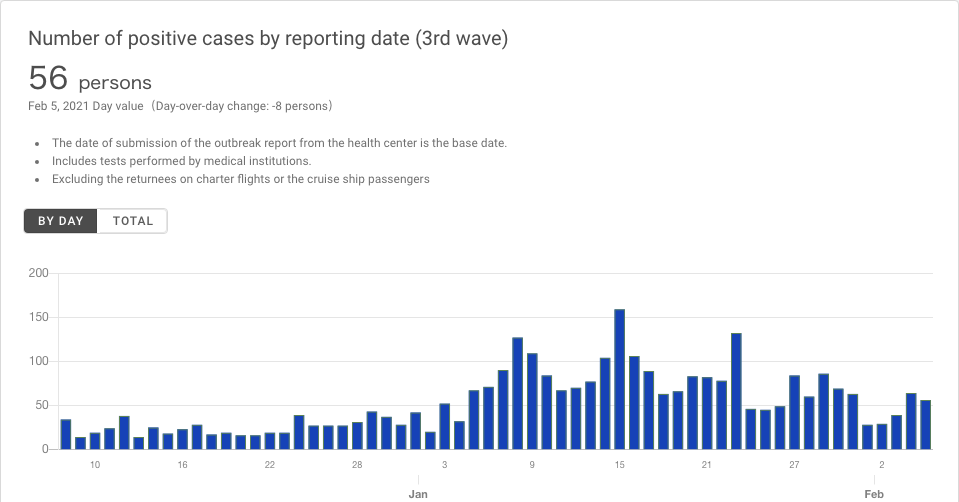 Number of positive cases by reporting date (3rd wave)
56 persons
Feb 5, 2021 Day value（Day-over-day change: -8 persons）
• The date of submission of the outbreak report from the health center is the base date.
• Includes tests performed by medical institutions.
• Excluding the returnees on charter flights or the cruise ship passengers
BY DAY TOTAL
200
150
100
50
0
10 16 22 28 3 9 15 21 27 2
Jan Feb